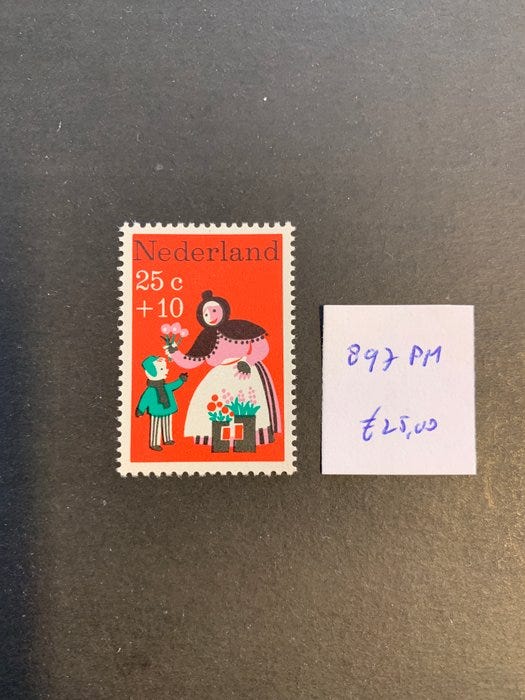 Nederland
25 c
+ 10
897 PM
€25,00